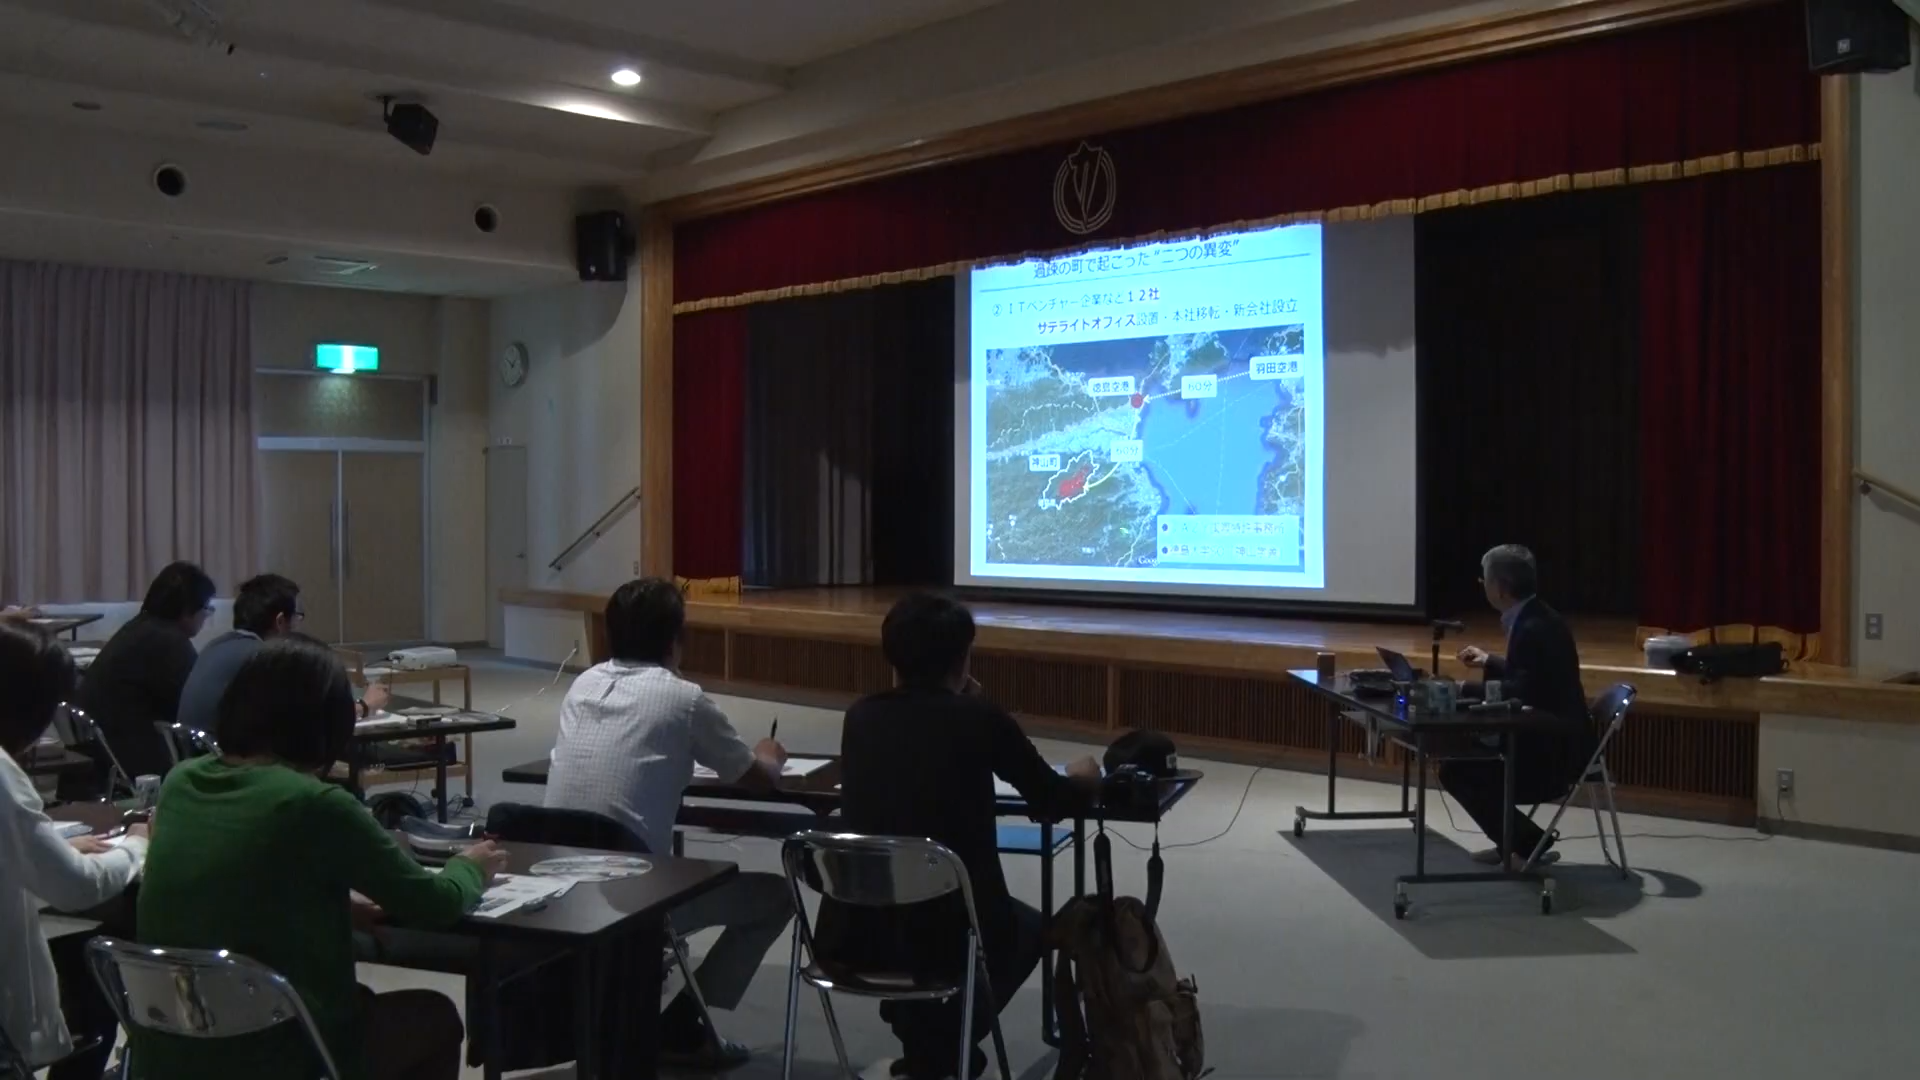 過疎の町で起こった“二つの異変”
② ＩＴベンチャー企業など１２社
サテライトオフィス設置・本社移転・新会社設立
羽田空港
徳島空港
60分
60分
神山町